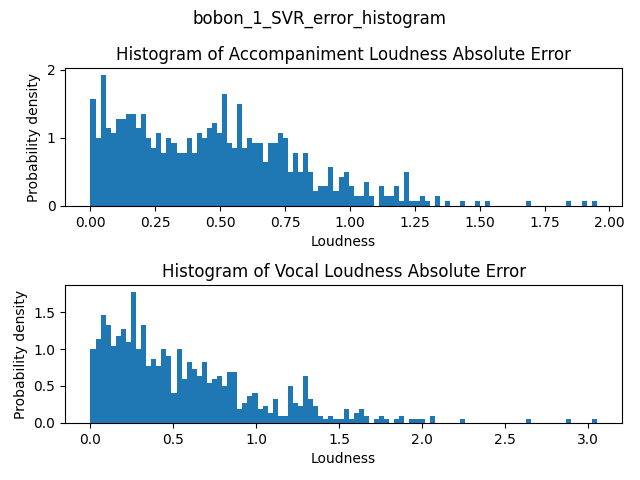 bobon_1_SVR_error_histogram
Histogram of Accompaniment Loudness Absolute Error
Probability density
2
1
0
0.00 0.25 0.50 0.75 1.00 1.25 1.50 1.75 2.00
Loudness
Histogram of Vocal Loudness Absolute Error
Probability density
1.5
1.0
0.5
0.0
0.0 0.5 1.0 1.5 2.0 2.5 3.0
Loudness